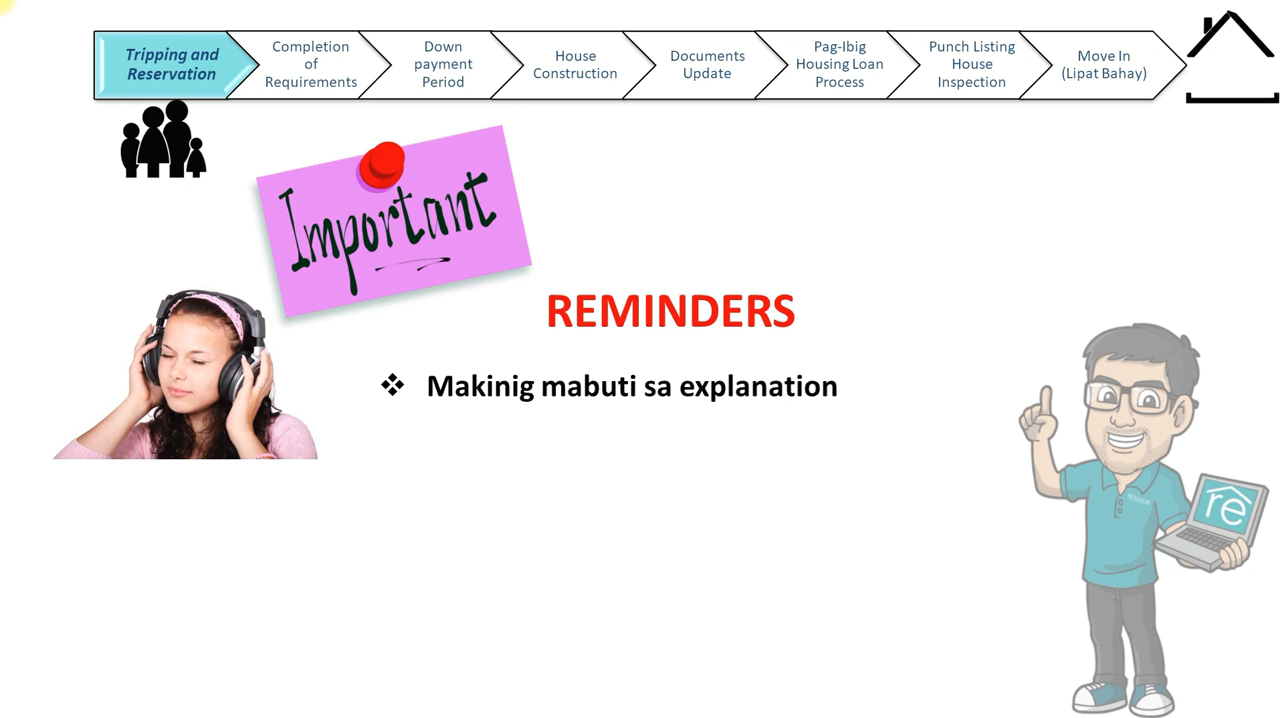 Tripping and
Reservation
Completion
of
Requirements
Down
payment
Period
House
Construction
Documents
Update
Pag-Ibig
Housing Loan
Process
Punch Listing
House
Inspection
Move In
(Lipat Bahay)
Important
REMINDERS
❖ Makinig mabuti sa explanation
re